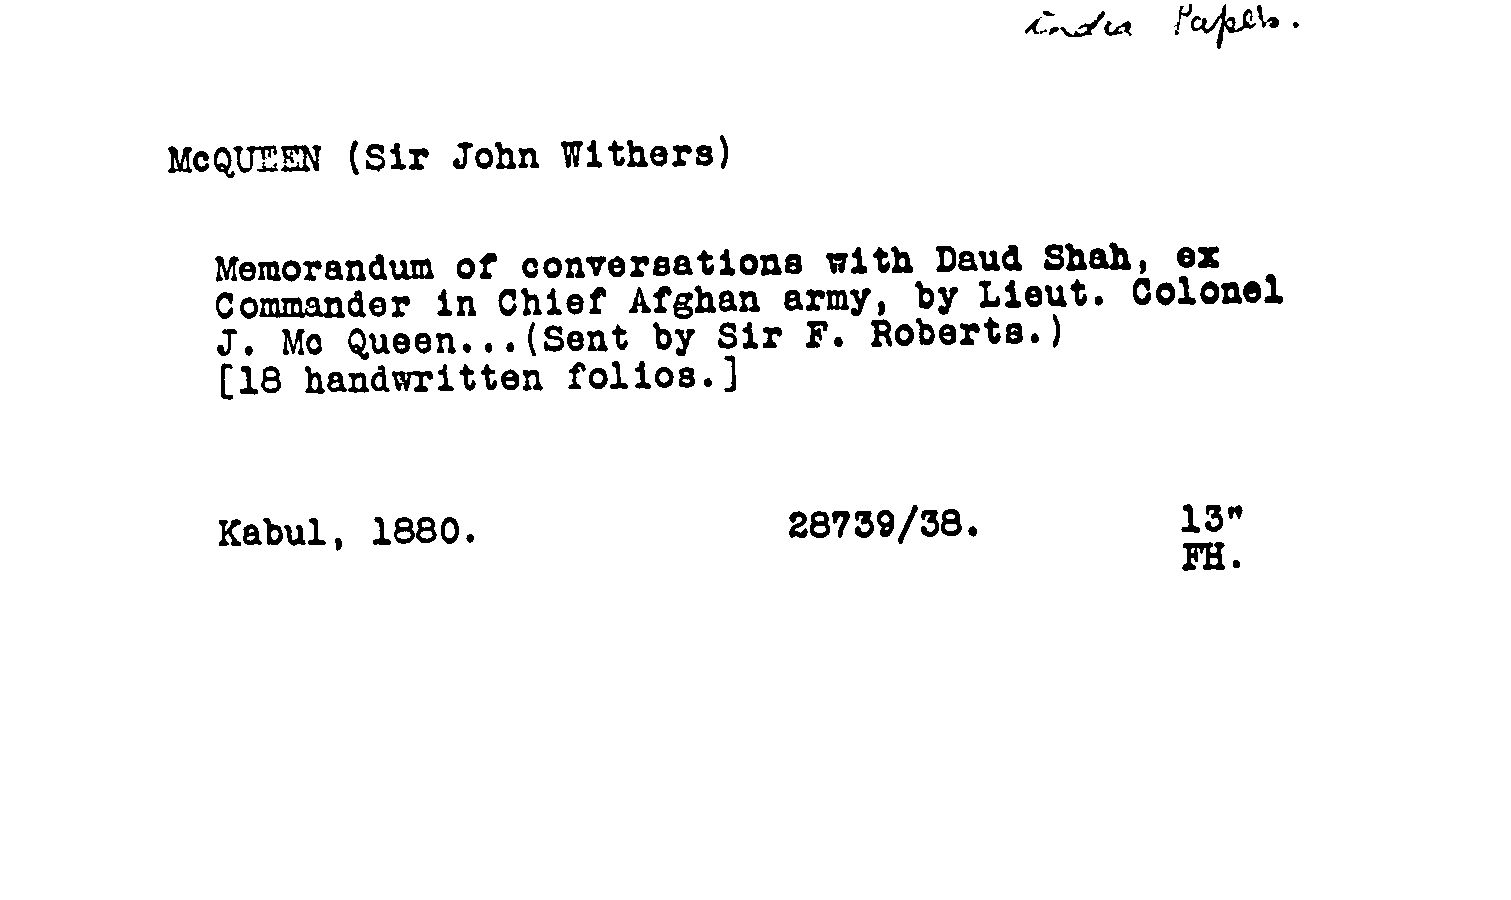 india Papers.
McQUEEN (Sir John Withers)
Memorandum of conversations with Daud Shah, ex
Commander in Chief Afghan army, by Lieut. Colonel
J. Mc Queen...(Sent by Sir F. Roberts.)
[18 handwritten folios.]
Kabul, 1880. 28739/38. 13"
FH.